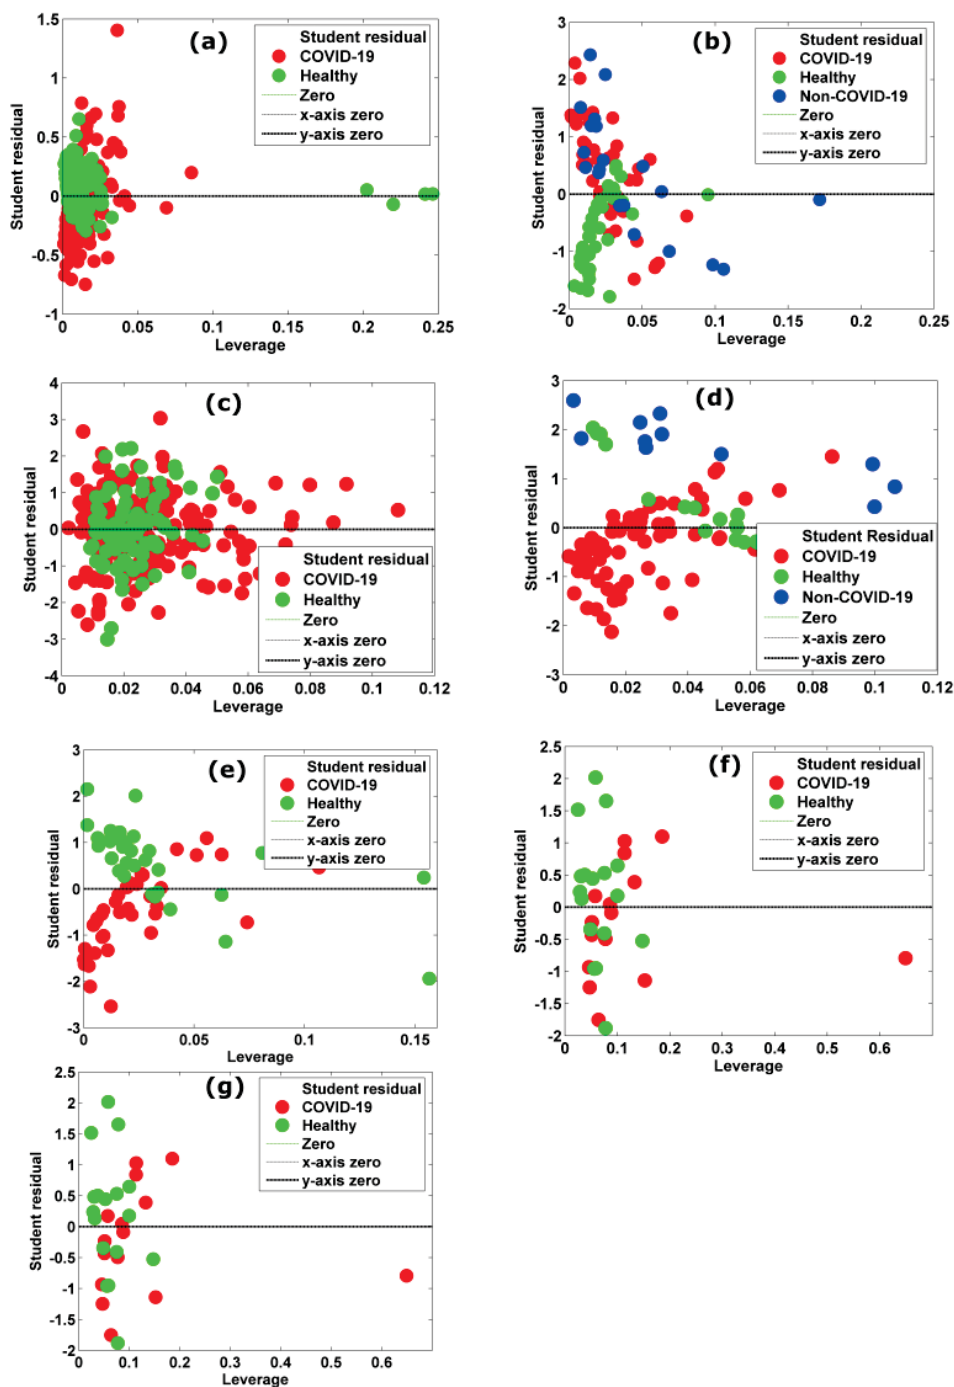 (a)
Student residual
COVID-19
Healthy
Zero
x-axis zero
y-axis zero
1.5
1
0.5
0
-0.5
-1
Student residual
0 0.05 0.1 0.15 0.2 0.25
Leverage
(b)
Student residual
COVID-19
Healthy
Non-COVID-19
Zero
x-axis zero
y-axis zero
3
2
1
0
-1
-2
Student residual
0 0.05 0.1 0.15 0.2 0.25
Leverage
(c)
4
3
2
1
0
-1
-2
-3
-4
Student residual
Student residual
COVID-19
Healthy
Zero
x-axis zero
y-axis zero
0 0.02 0.04 0.06 0.08 0.1 0.12
Leverage
(d)
3
2
1
0
-1
-2
-3
Student residual
Student Residual
COVID-19
Healthy
Non-COVID-19
Zero
x-axis zero
y-axis zero
0 0.02 0.04 0.06 0.08 0.1 0.12
Leverage
(e)
Student residual
COVID-19
Healthy
Zero
x-axis zero
y-axis zero
3
2
1
0
-1
-2
-3
Student residual
0 0.05 0.1 0.15
Leverage
(f)
Student residual
COVID-19
Healthy
Zero
x-axis zero
y-axis zero
2.5
2
1.5
1
0.5
0
-0.5
-1
-1.5
-2
Student residual
0 0.1 0.2 0.3 0.4 0.5 0.6
Leverage
(g)
Student residual
COVID-19
Healthy
Zero
x-axis zero
y-axis zero
2.5
2
1.5
1
0.5
0
-0.5
-1
-1.5
-2
Student residual
0 0.1 0.2 0.3 0.4 0.5 0.6
Leverage